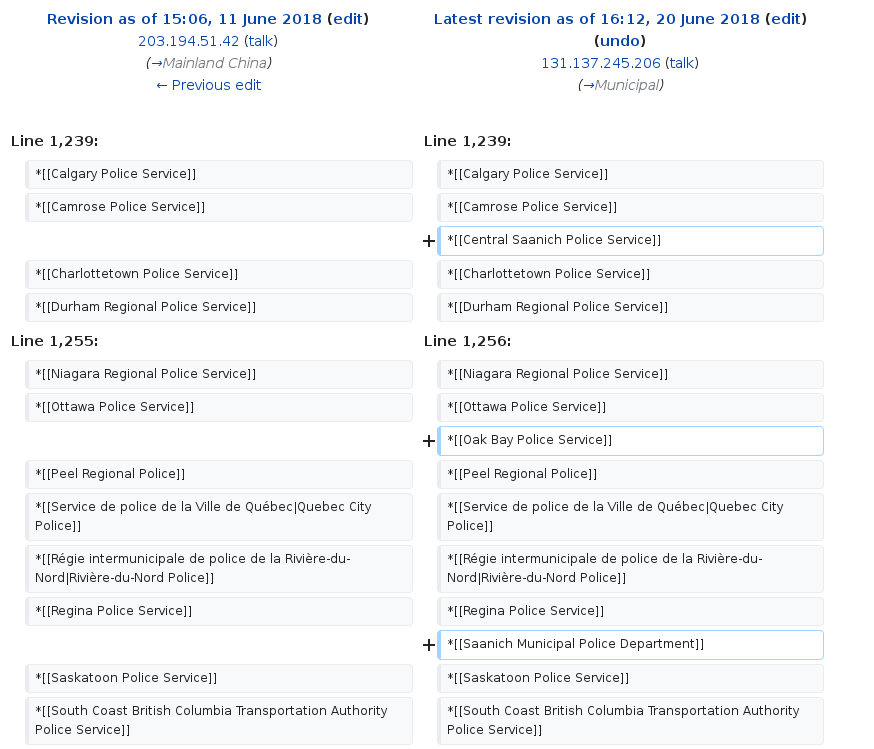 Revision as of 15:06, 11 June 2018 (edit)
203.194.51.42 (talk)
(→Mainland China)
← Previous edit
Latest revision as of 16:12, 20 June 2018 (edit)
(undo)
131.137.245.206 (talk)
(→Municipal)
Line 1,239:
Line 1,239:
*[[Calgary Police Service]]
*[[Calgary Police Service]]
*[[Camrose Police Service]]
*[[Camrose Police Service]]
+ *[[Central Saanich Police Service]]
*[[Charlottetown Police Service]]
*[[Charlottetown Police Service]]
*[[Durham Regional Police Service]]
*[[Durham Regional Police Service]]
Line 1,255:
Line 1,256:
*[[Niagara Regional Police Service]]
*[[Niagara Regional Police Service]]
*[[Ottawa Police Service]]
*[[Ottawa Police Service]]
+ *[[Oak Bay Police Service]]
*[[Peel Regional Police]]
*[[Peel Regional Police]]
*[[Service de police de la Ville de Québec|Quebec City
Police]]
*[[Service de police de la Ville de Québec|Quebec City
Police]]
*[[Régie intermunicipale de police de la Rivière-du-
Nord|Rivière-du-Nord Police]]
*[[Régie intermunicipale de police de la Rivière-du-
Nord|Rivière-du-Nord Police]]
*[[Regina Police Service]]
*[[Regina Police Service]]
+ *[[Saanich Municipal Police Department]]
*[[Saskatoon Police Service]]
*[[Saskatoon Police Service]]
*[[South Coast British Columbia Transportation Authority
Police Service]]
*[[South Coast British Columbia Transportation Authority
Police Service]]